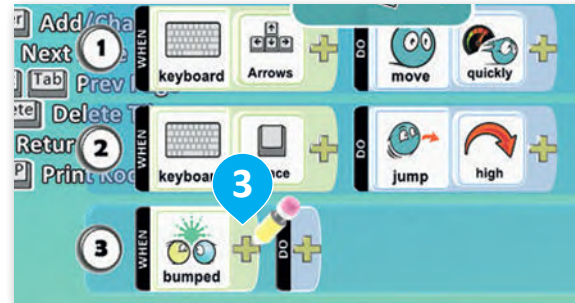 Add/Cha
Next
1 WHEN keyboard Arrows DO move quickly
Tab Prev
Delete T
Retur
2 WHEN DO jump high
Print
3
3 WHEN bumped DO